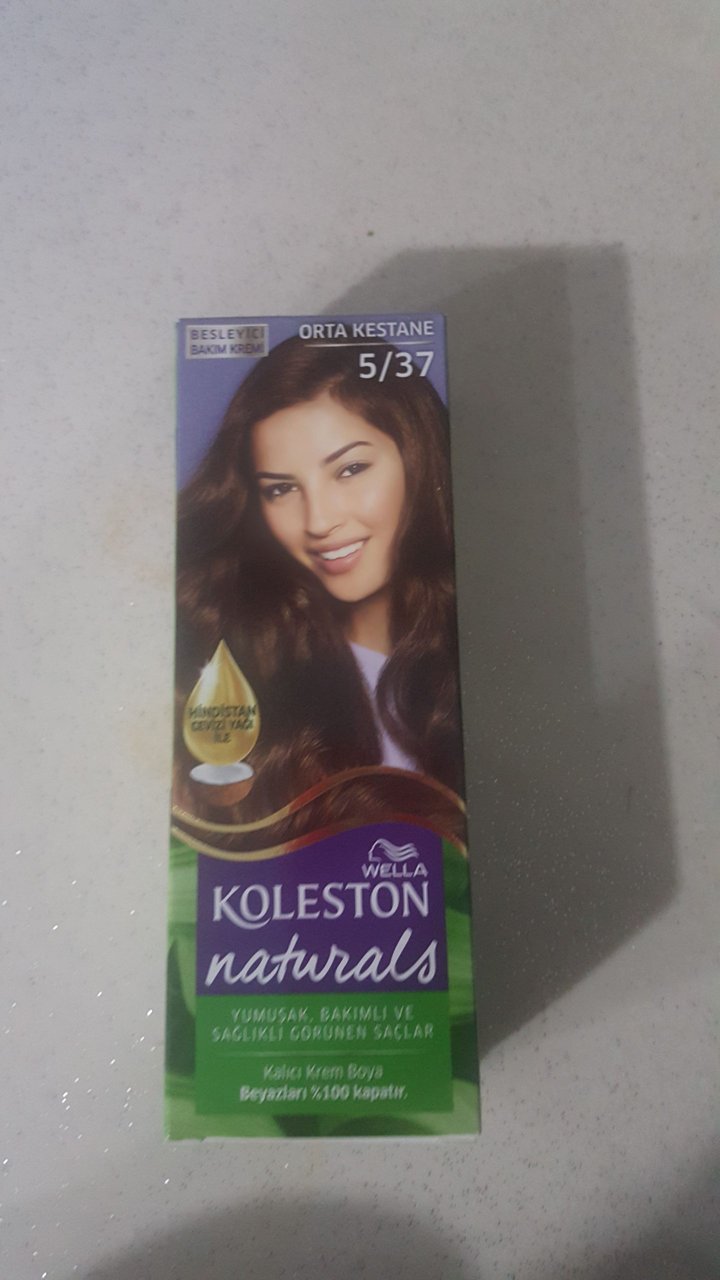 BESLEYİCİ
BAKIM KREMİ
ORTA KESTANE
5/37
HİNDİSTAN
CEVİZİ YAĞI
İLE
WELLA
KOLESTON
naturals
YUMUŞAK, BAKIMLI VE
SAĞLIKLI GÖRÜNEN SAÇLAR
Kalıcı Krem Boya
Beyazları %100 kapatır.